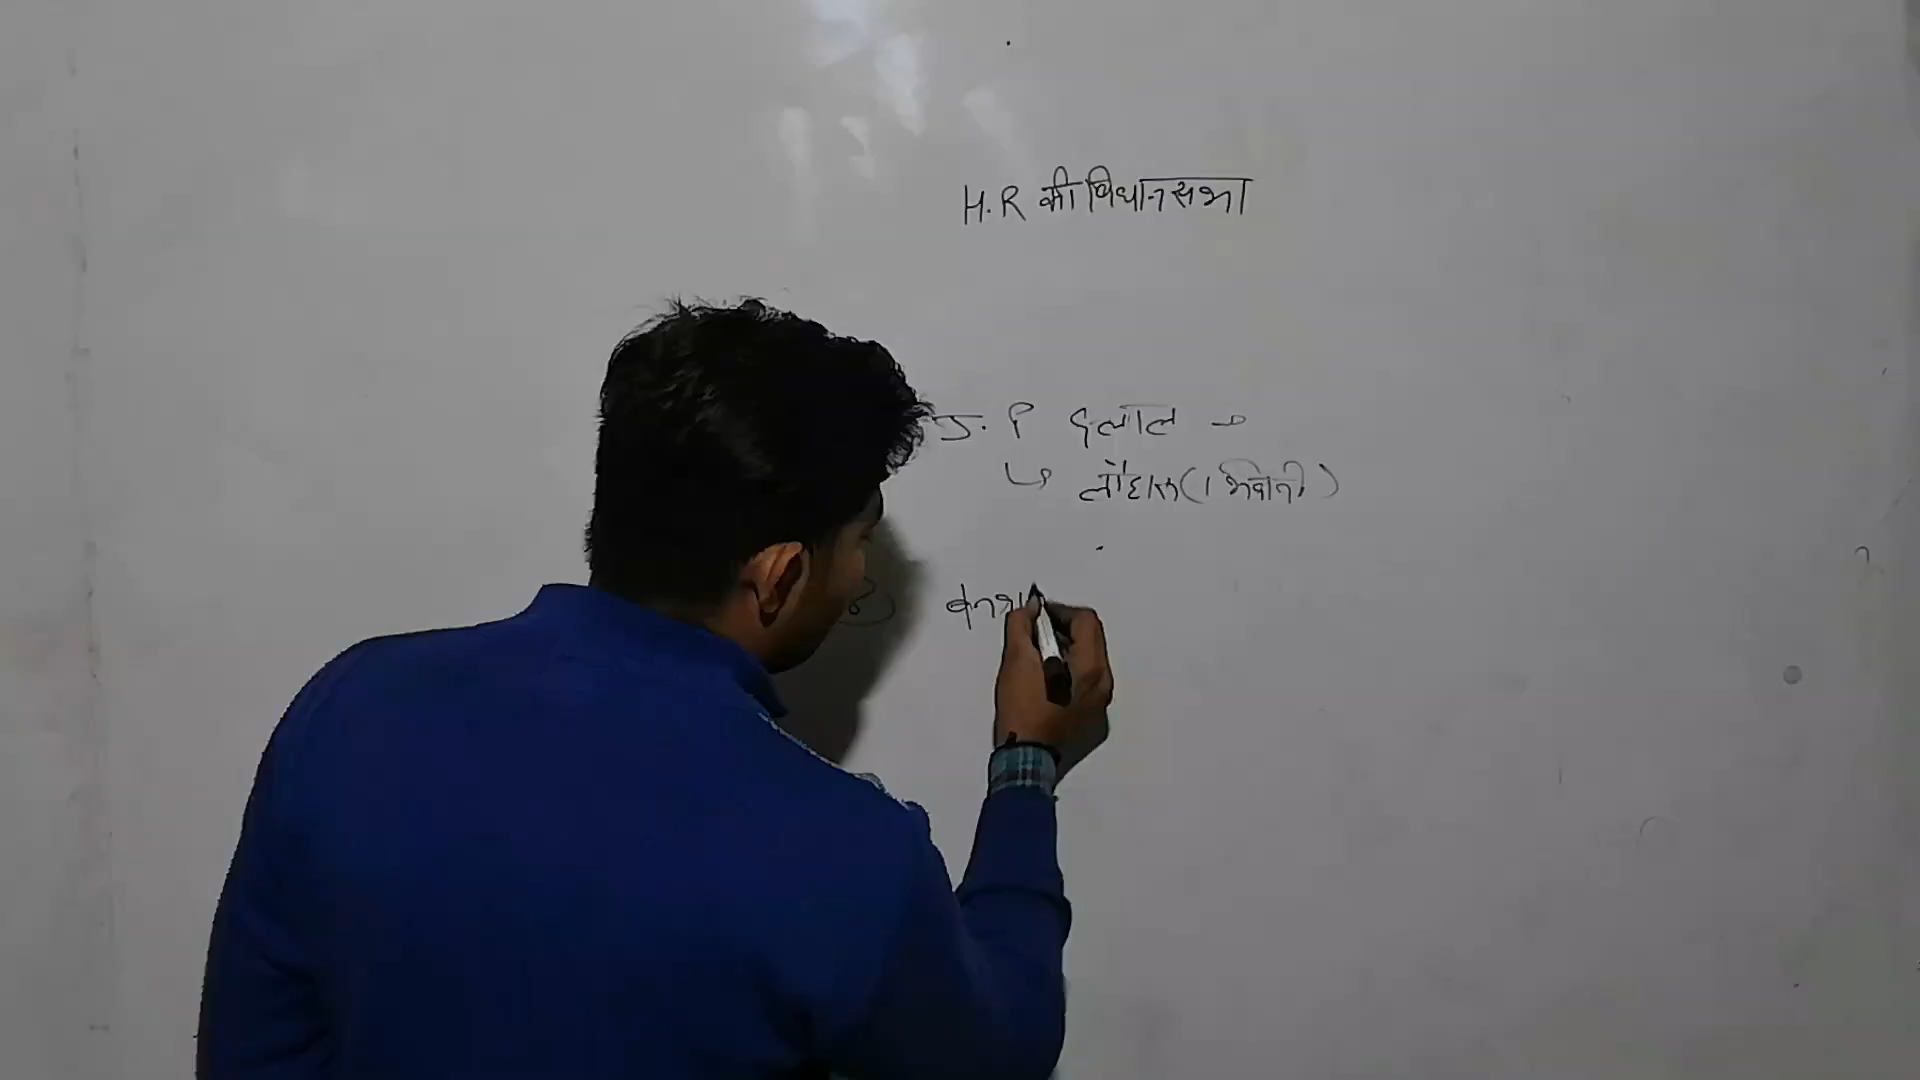 H.R की विधानसभा
J. P दलाल →
↳ लोहारू (भिवानी)